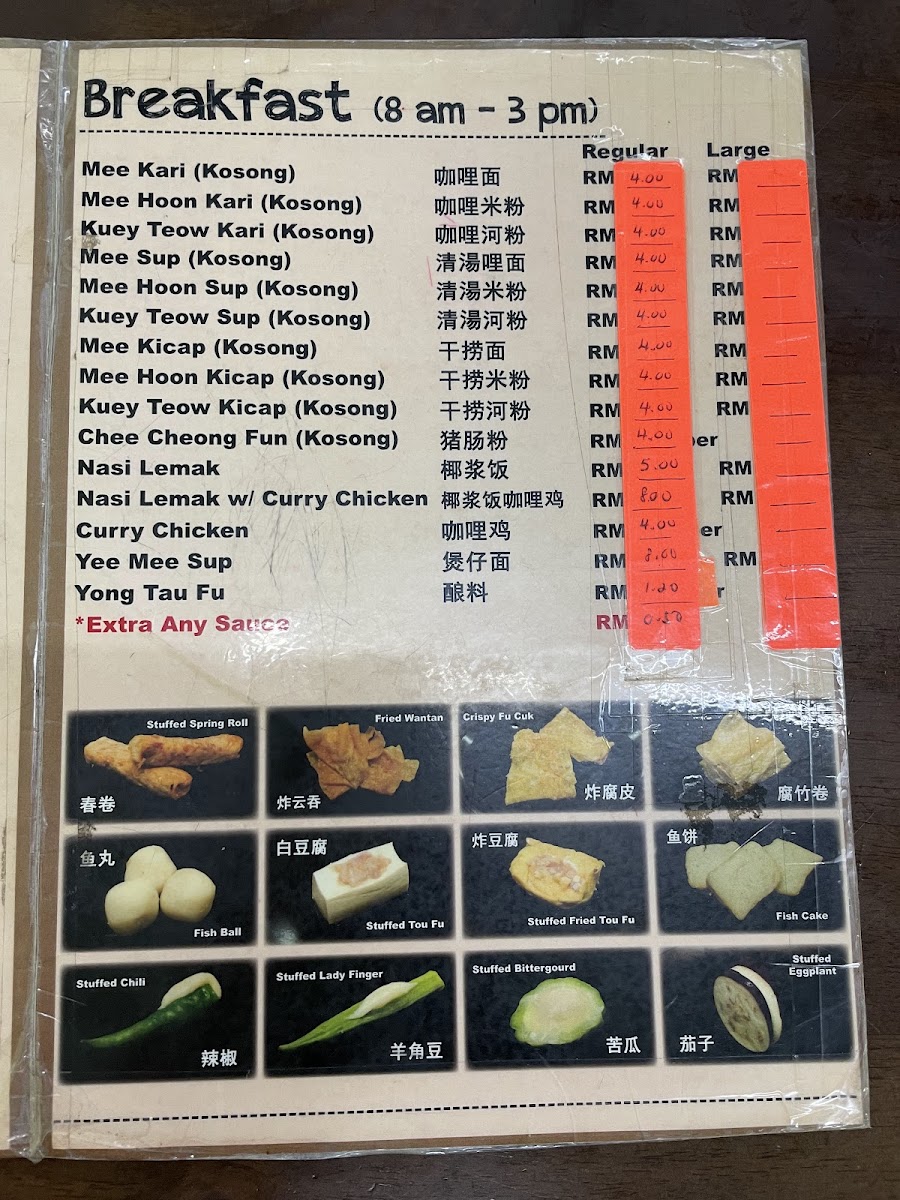 Breakfast (8 am - 3 pm)
Regular Large
Mee Kari (Kosong) 咖哩面 RM 4.00 RM
Mee Hoon Kari (Kosong) 咖哩米粉 RM 4.00 RM
Kuey Teow Kari (Kosong) 咖哩河粉 RM 4.00 RM
Mee Sup (Kosong) 清湯哩面 RM 4.00 RM
Mee Hoon Sup (Kosong) 清湯米粉 RM 4.00 RM
Kuey Teow Sup (Kosong) 清湯河粉 RM 4.00 RM
Mee Kicap (Kosong) 干捞面 RM 4.00 RM
Mee Hoon Kicap (Kosong) 干捞米粉 RM 4.00 RM
Kuey Teow Kicap (Kosong) 干捞河粉 RM 4.00 RM
Chee Cheong Fun (Kosong) 猪肠粉 RM 4.00
Nasi Lemak 椰浆饭 RM 5.00 RM
Nasi Lemak w/ Curry Chicken 椰浆饭咖哩鸡 RM 8.00 RM
Curry Chicken 咖哩鸡 RM 4.00
Yee Mee Sup 煲仔面 RM 8.00 RM
Yong Tau Fu 酿料 RM 1.20
*Extra Any Sauce RM 0.50
Stuffed Spring Roll
春卷
Fried Wantan
炸云吞
Crispy Fu Cuk
炸腐皮
腐竹卷
鱼丸
Fish Ball
白豆腐
Stuffed Tou Fu
炸豆腐
Stuffed Fried Tou Fu
鱼饼
Fish Cake
Stuffed Chili
辣椒
Stuffed Lady Finger
羊角豆
Stuffed Bittergourd
苦瓜
Stuffed
Eggplant
茄子